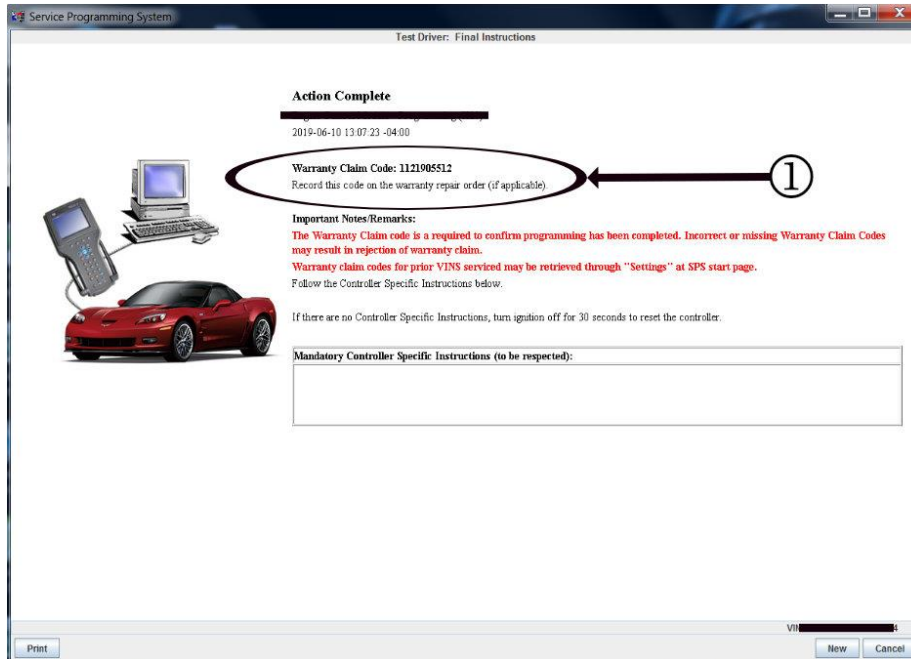 Service Programming System
Test Driver: Final Instructions
Action Complete
2019-06-10 13:07:23 -04:00
Warranty Claim Code: 1121905512
Record this code on the warranty repair order (if applicable).
1
Important Notes/Remarks:
The Warranty Claim code is a required to confirm programming has been completed. Incorrect or missing Warranty Claim Codes
may result in rejection of warranty claim.
Warranty claim codes for prior VINS serviced may be retrieved through "Settings" at SPS start page.
Follow the Controller Specific Instructions below.
If there are no Controller Specific Instructions, turn ignition off for 30 seconds to reset the controller.
Mandatory Controller Specific Instructions (to be respected):
VIN 4
Print New Cancel